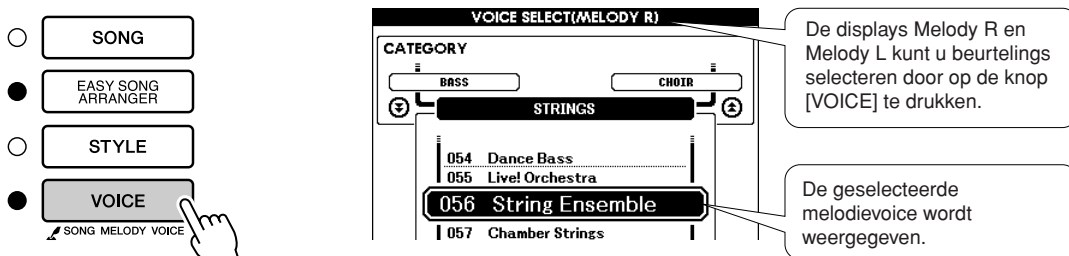 SONG
EASY SONG
ARRANGER
STYLE
VOICE
SONG MELODY VOICE
VOICE SELECT(MELODY R)
CATEGORY
BASS
CHOIR
STRINGS
054 Dance Bass
055 Live! Orchestra
056 String Ensemble
057 Chamber Strings
De displays Melody R en
Melody L kunt u beurtelings
selecteren door op de knop
[VOICE] te drukken.
De geselecteerde
melodievoice wordt
weergegeven.